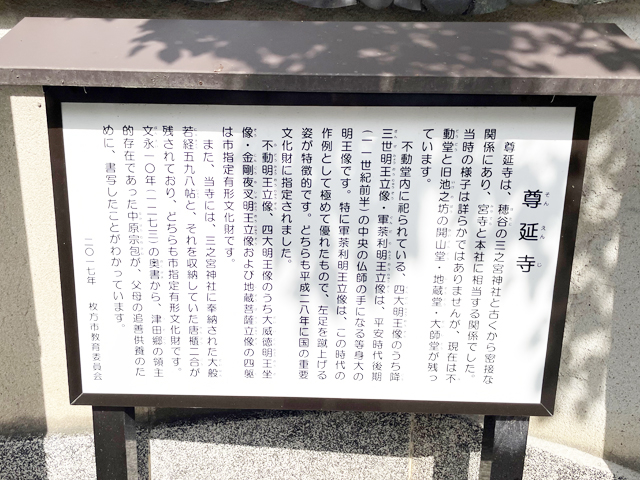 尊延寺
そんえんじ
尊延寺は、穂谷の三之宮神社と古くから密接な
関係にあり、宮寺と本社に相当する関係でした。
当時の様子は詳らかではありませんが、現在は不
動堂と旧池之坊の開山堂・地蔵堂・大師堂が残っ
ています。
不動堂内に祀られている、四大明王像のうち降
三世明王立像・軍荼利明王立像は、平安時代後期
（一一世紀前半）の中央の仏師の手になる等身大の
明王像です。特に軍荼利明王立像は、この時代の
作例として極めて優れたもので、左足を蹴上げる
姿が特徴的です。どちらも平成二八年に国の重要
文化財に指定されました。
不動明王立像、四大明王像のうち大威徳明王坐
像・金剛夜叉明王立像および地蔵菩薩立像の四躯
は市指定有形文化財です。
また、当寺には、三之宮神社に奉納された大般
若経五九八帖と、それを収納していた唐櫃二合が
残されており、どちらも市指定有形文化財です。
文永一〇年（一二七三）の奥書から、津田郷の領主
的存在であった中原宗包が、父母の追善供養のた
めに、書写したことがわかっています。
二〇一七年　枚方市教育委員会